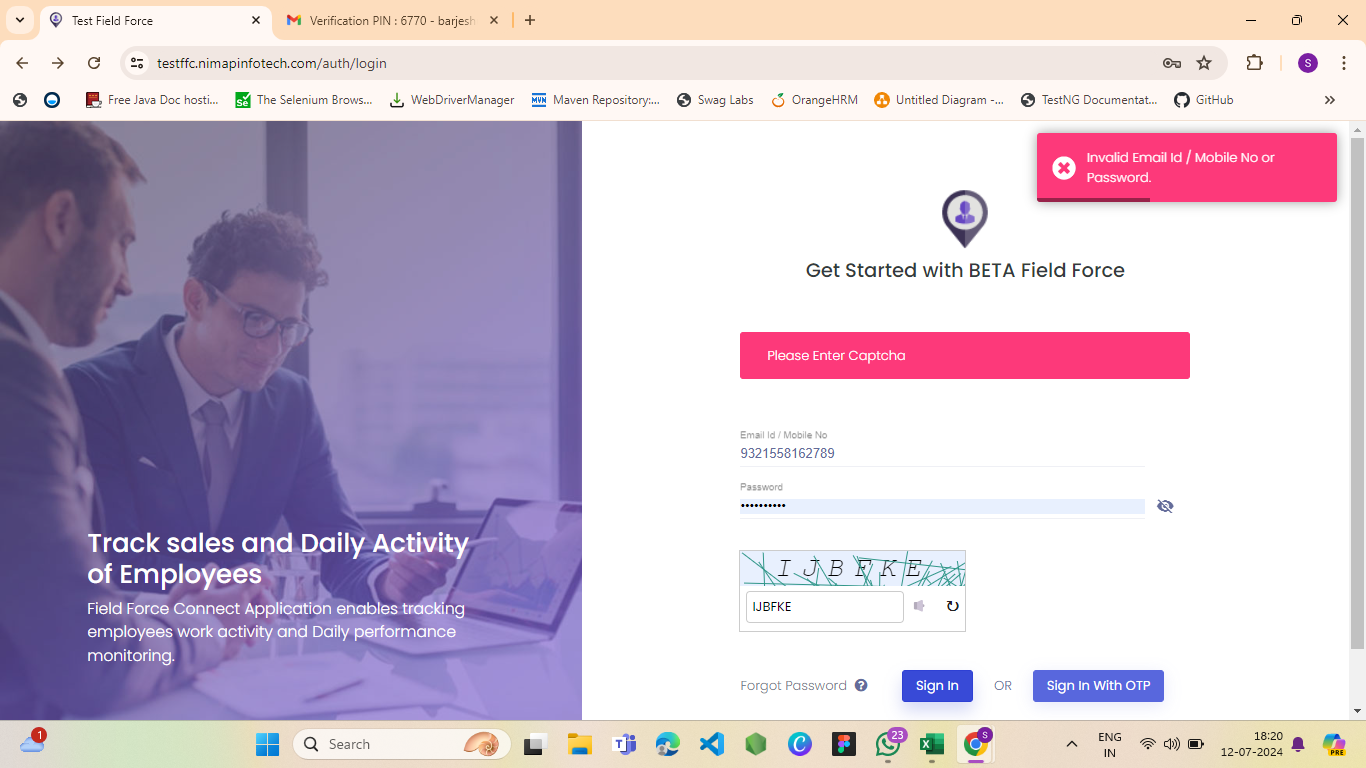 Test Field Force
Verification PIN : 6770 - barjesh
testffc.nimapinfotech.com/auth/login
S
Free Java Doc hosti...
The Selenium Brows...
WebDriverManager
Maven Repository:...
Swag Labs
OrangeHRM
Untitled Diagram -...
TestNG Documentat...
GitHub
Invalid Email Id / Mobile No or
Password.
Get Started with BETA Field Force
Please Enter Captcha
Email Id / Mobile No
9321558162789
Password
I J B F K E
IJBFKE
Forgot Password
Sign In
OR
Sign In With OTP
Track sales and Daily Activity
of Employees
Field Force Connect Application enables tracking
employees work activity and Daily performance
monitoring.
1
Search
23
S
ENG
IN
18:20
12-07-2024
PRE